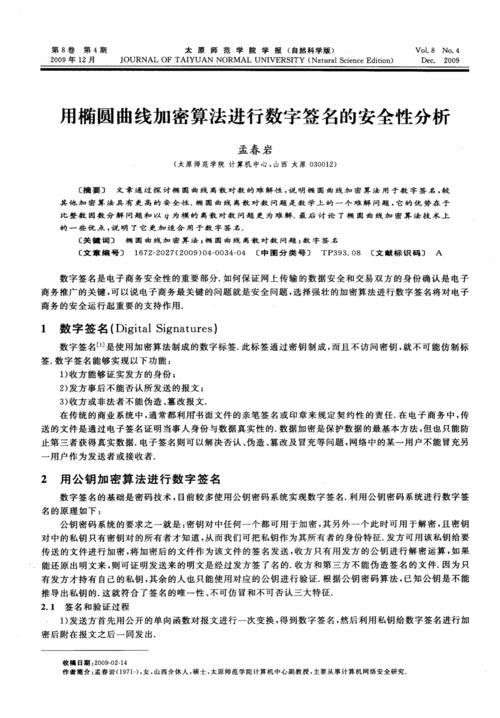 第8卷 第4期 太原师范学院学报(自然科学版) Vol. 8 No. 4
2009年12月 JOURNAL OF TAIYUAN NORMAL UNIVERSITY (Natural Science Edition) Dec. 2009
用椭圆曲线加密算法进行数字签名的安全性分析
孟春岩
(太原师范学院 计算机中心,山西 太原 030012)
〔摘要〕 文章通过探讨椭圆曲线离散对数的难解性,说明椭圆曲线加密算法用于数字签名,较
其他加密算法具有更高的安全性.椭圆曲线离散对数问题是数学上的一个难解问题,它的优势在于
比整数因数分解问题和以 q 为模的离散对数问题更为难解.最后讨论了椭圆曲线加密算法技术上
的一些优点,说明了它更加适合用于数字签名.
〔关键词〕 椭圆曲线加密算法;椭圆曲线离散对数问题;数字签名
〔文章编号〕 1672-2027(2009)04-0034-04 〔中图分类号〕 TP393.08 〔文献标识码〕 A
数字签名是电子商务安全性的重要部分.如何保证网上传输的数据安全和交易双方的身份确认是电子
商务推广的关键,可以说电子商务最关键的问题就是安全问题,选择强壮的加密算法进行数字签名将对电子
商务的安全运行起重要的支持作用.
1 数字签名(Digital Signatures)
数字签名[1]是使用加密算法制成的数字标签.此标签通过密钥制成,而且不访问密钥,就不可能仿制标
签.数字签名能够实现以下功能:
1)收方能够证实发方的身份;
2)发方事后不能否认所发送的报文;
3)收方或非法者不能伪造、篡改报文.
在传统的商业系统中,通常都利用书面文件的亲笔签名或印章来规定契约性的责任.在电子商务中,传
送的文件是通过电子签名证明当事人身份与数据真实性的.数据加密是保护数据的最基本方法,但也只能防
止第三者获得真实数据.电子签名则可以解决否认、伪造、篡改及冒充等问题,网络中的某一用户不能冒充另
一用户作为发送者或接收者.
2 用公钥加密算法进行数字签名
数字签名的基础是密码技术,目前较多使用公钥密码系统实现数字签名.利用公钥密码系统进行数字签
名的原理如下:
公钥密码系统的要求之一就是:密钥对中任何一个都可用于加密,其另外一个此时可用于解密,且密钥
对中的私钥只有密钥对的所有者才知道,从而我们可把私钥作为其所有者的身份特征.发方可用该私钥给要
传送的文件进行加密,将加密后的文件作为该文件的签名发送,收方只有用发方的公钥进行解密运算,如果
能还原出明文来,则可证明发送来的明文是经过发方签了名的.收方和第三方不能伪造签名的文件.因为只
有发方才持有自己的私钥,其余的人也只能使用对应的公钥进行验证.根据公钥密码算法,已知公钥是不能
推导出私钥的.这就符合了签名的唯一性、不可仿冒和不可否认三大特征.
2.1 签名和验证过程
1)发送方首先用公开的单向函数对报文进行一次变换,得到数字签名,然后利用私钥给数字签名进行加
密后附在报文之后一同发出.
收稿日期:2009-02-14
作者简介:孟春岩(1971-),女,山西介休人,硕士,太原师范学院计算机中心副教授,主要从事计算机网络安全研究.